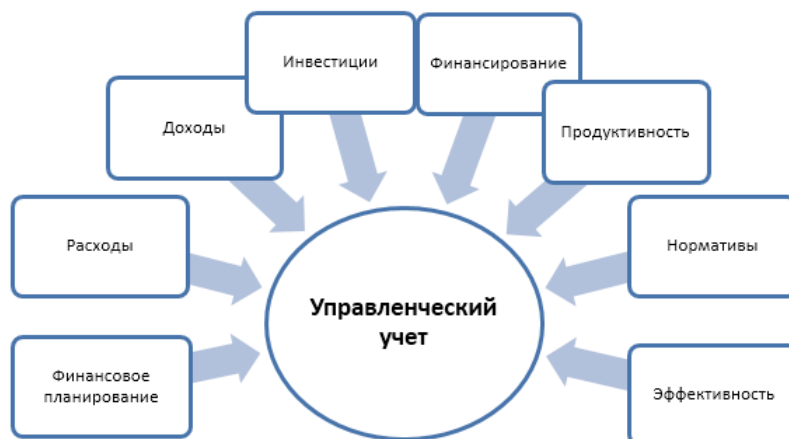 Инвестиции
Финансирование
Доходы
Продуктивность
Расходы
Нормативы
Управленческий
учет
Финансовое
планирование
Эффективность